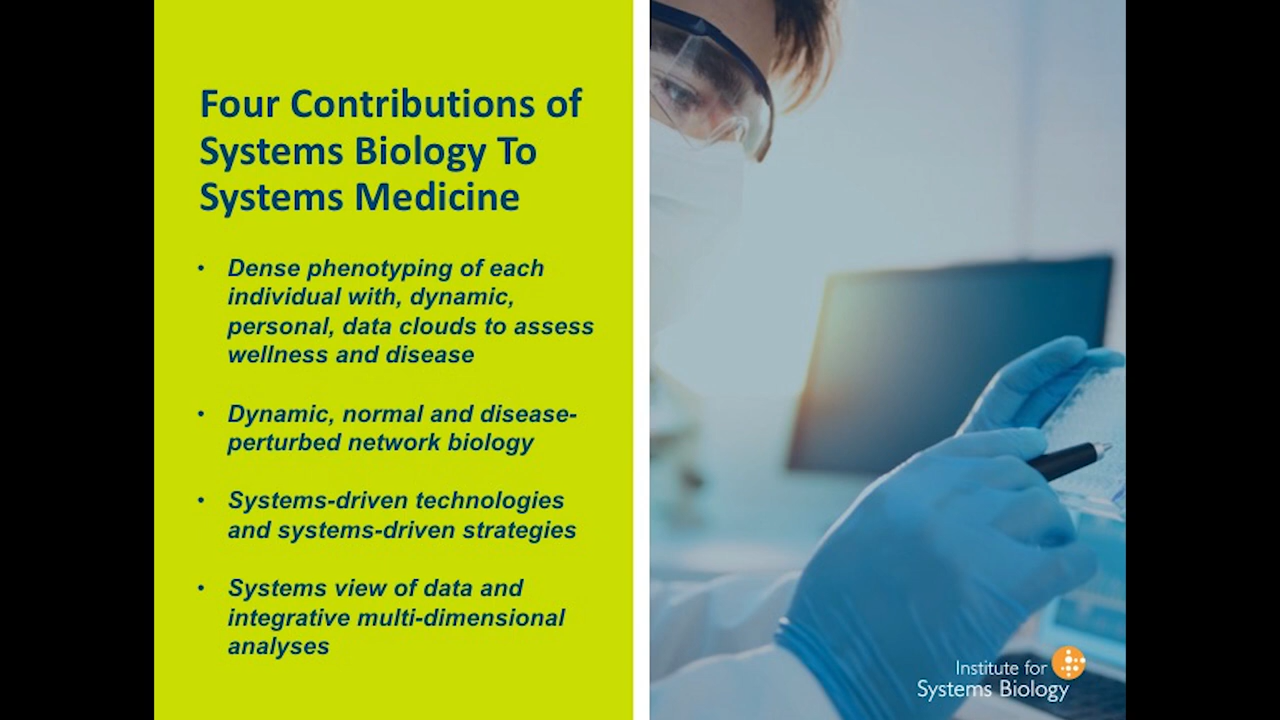 Four Contributions of
Systems Biology To
Systems Medicine
• Dense phenotyping of each
individual with, dynamic,
personal, data clouds to assess
wellness and disease
• Dynamic, normal and disease-
perturbed network biology
• Systems-driven technologies
and systems-driven strategies
• Systems view of data and
integrative multi-dimensional
analyses
Institute for
Systems Biology